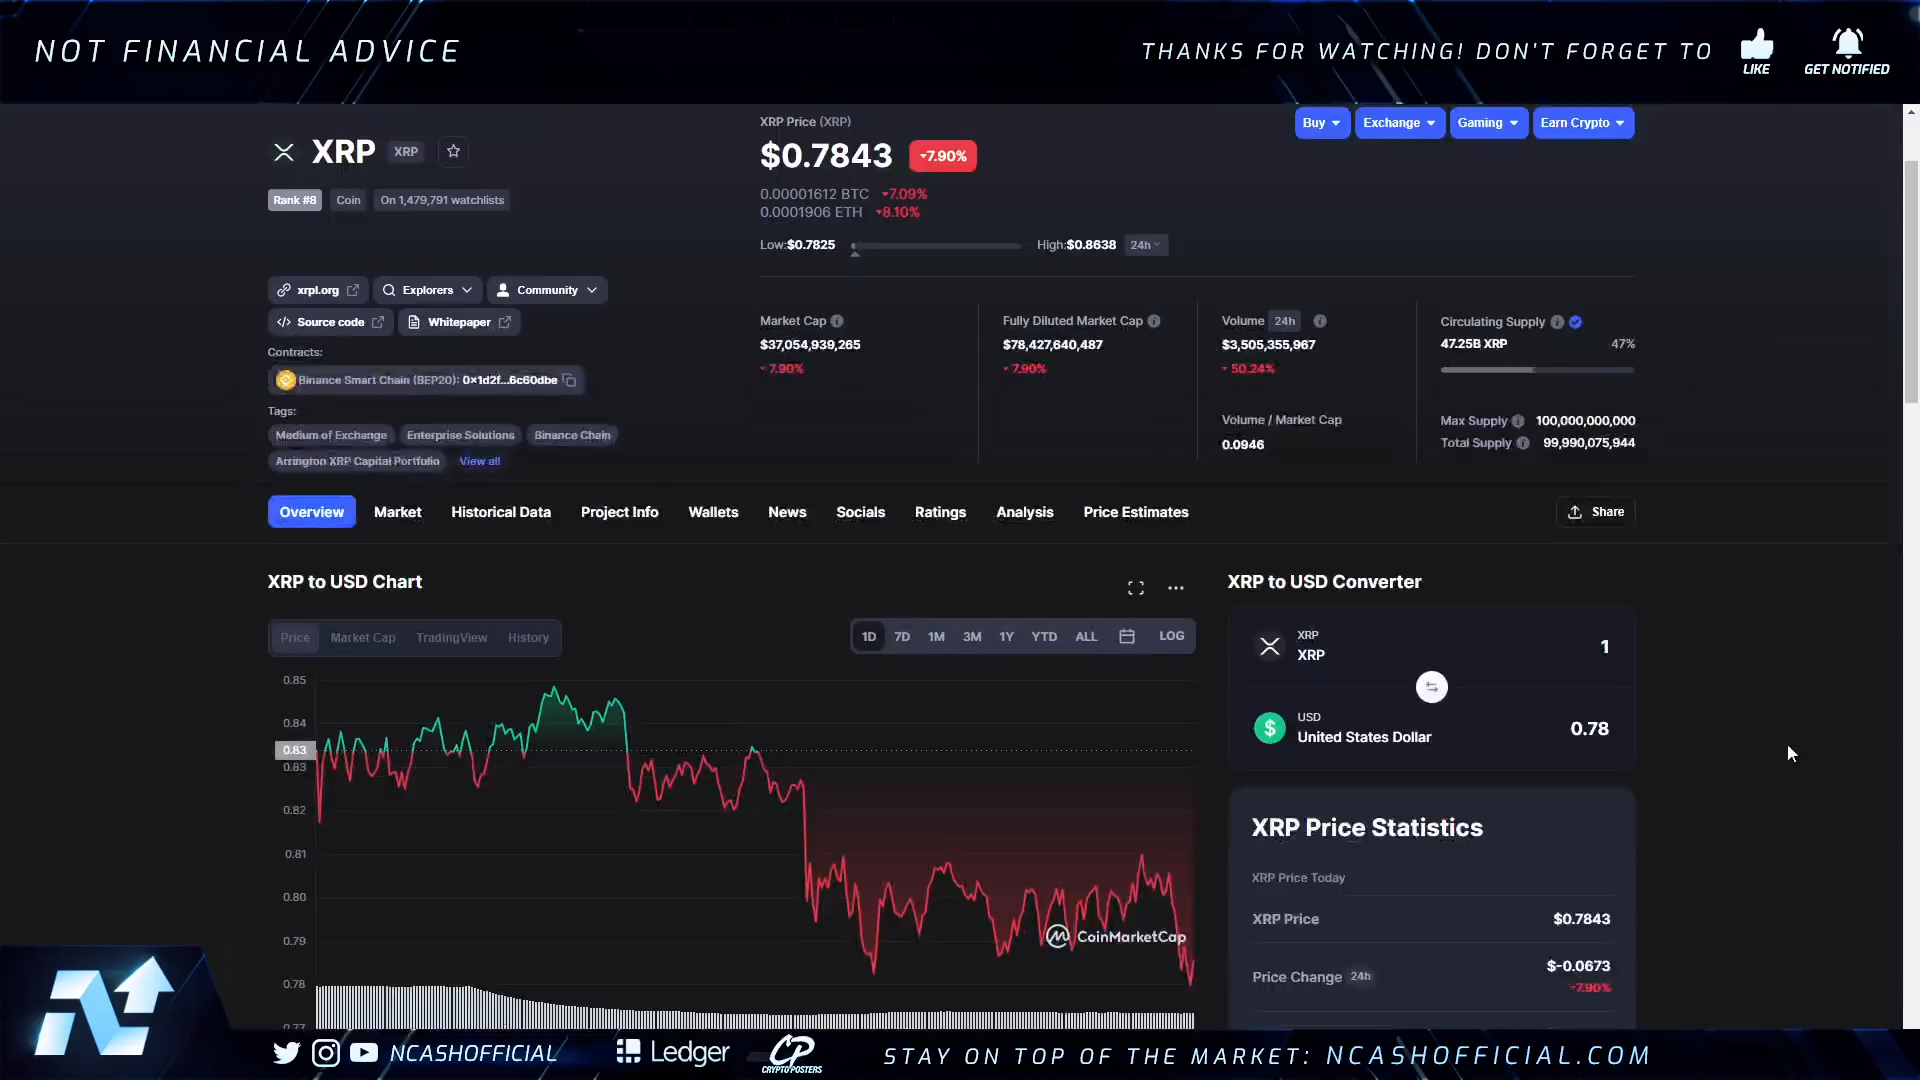 NOT FINANCIAL ADVICE
THANKS FOR WATCHING! DON'T FORGET TO
LIKE
GET NOTIFIED
XRP XRP
Rank #8 Coin On 1,479,791 watchlists
XRP Price (XRP)
$0.7843 7.90%
0.00001612 BTC 7.09%
0.0001906 ETH 8.10%
Low:$0.7825 High:$0.8638 24h
Buy Exchange Gaming Earn Crypto
xrpl.org Explorers Community
Source code Whitepaper
Contracts:
Binance Smart Chain (BEP20): 0x1d2f...6c60dbe
Tags:
Medium of Exchange Enterprise Solutions Binance Chain
Arrington XRP Capital Portfolio View all
Market Cap
$37,054,939,265
7.90%
Fully Diluted Market Cap
$78,427,640,487
7.90%
Volume 24h
$3,505,355,967
50.24%
Volume / Market Cap
0.0946
Circulating Supply
47.25B XRP 47%
Max Supply 100,000,000,000
Total Supply 99,990,075,944
Overview Market Historical Data Project Info Wallets News Socials Ratings Analysis Price Estimates Share
XRP to USD Chart
Price Market Cap TradingView History
1D 7D 1M 3M 1Y YTD ALL LOG
0.85
0.84
0.83
0.83
0.82
0.81
0.80
0.79
0.78
0.77
CoinMarketCap
XRP to USD Converter
XRP
XRP 1
USD
United States Dollar 0.78
XRP Price Statistics
XRP Price Today
XRP Price $0.7843
Price Change 24h $-0.0673
7.90%
NCASHOFFICIAL Ledger CP CRYPTOPOSTERS STAY ON TOP OF THE MARKET: NCASHOFFICIAL.COM